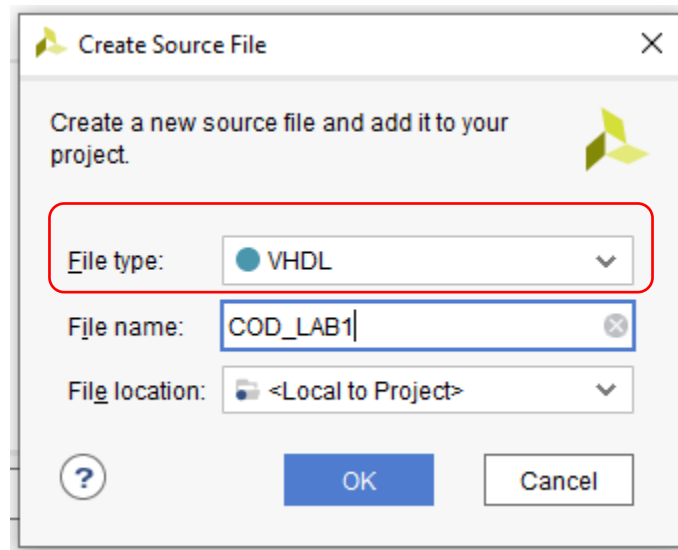 Create Source File
Create a new source file and add it to your
project.
File type: VHDL
File name: COD_LAB1
File location: <Local to Project>
? OK Cancel